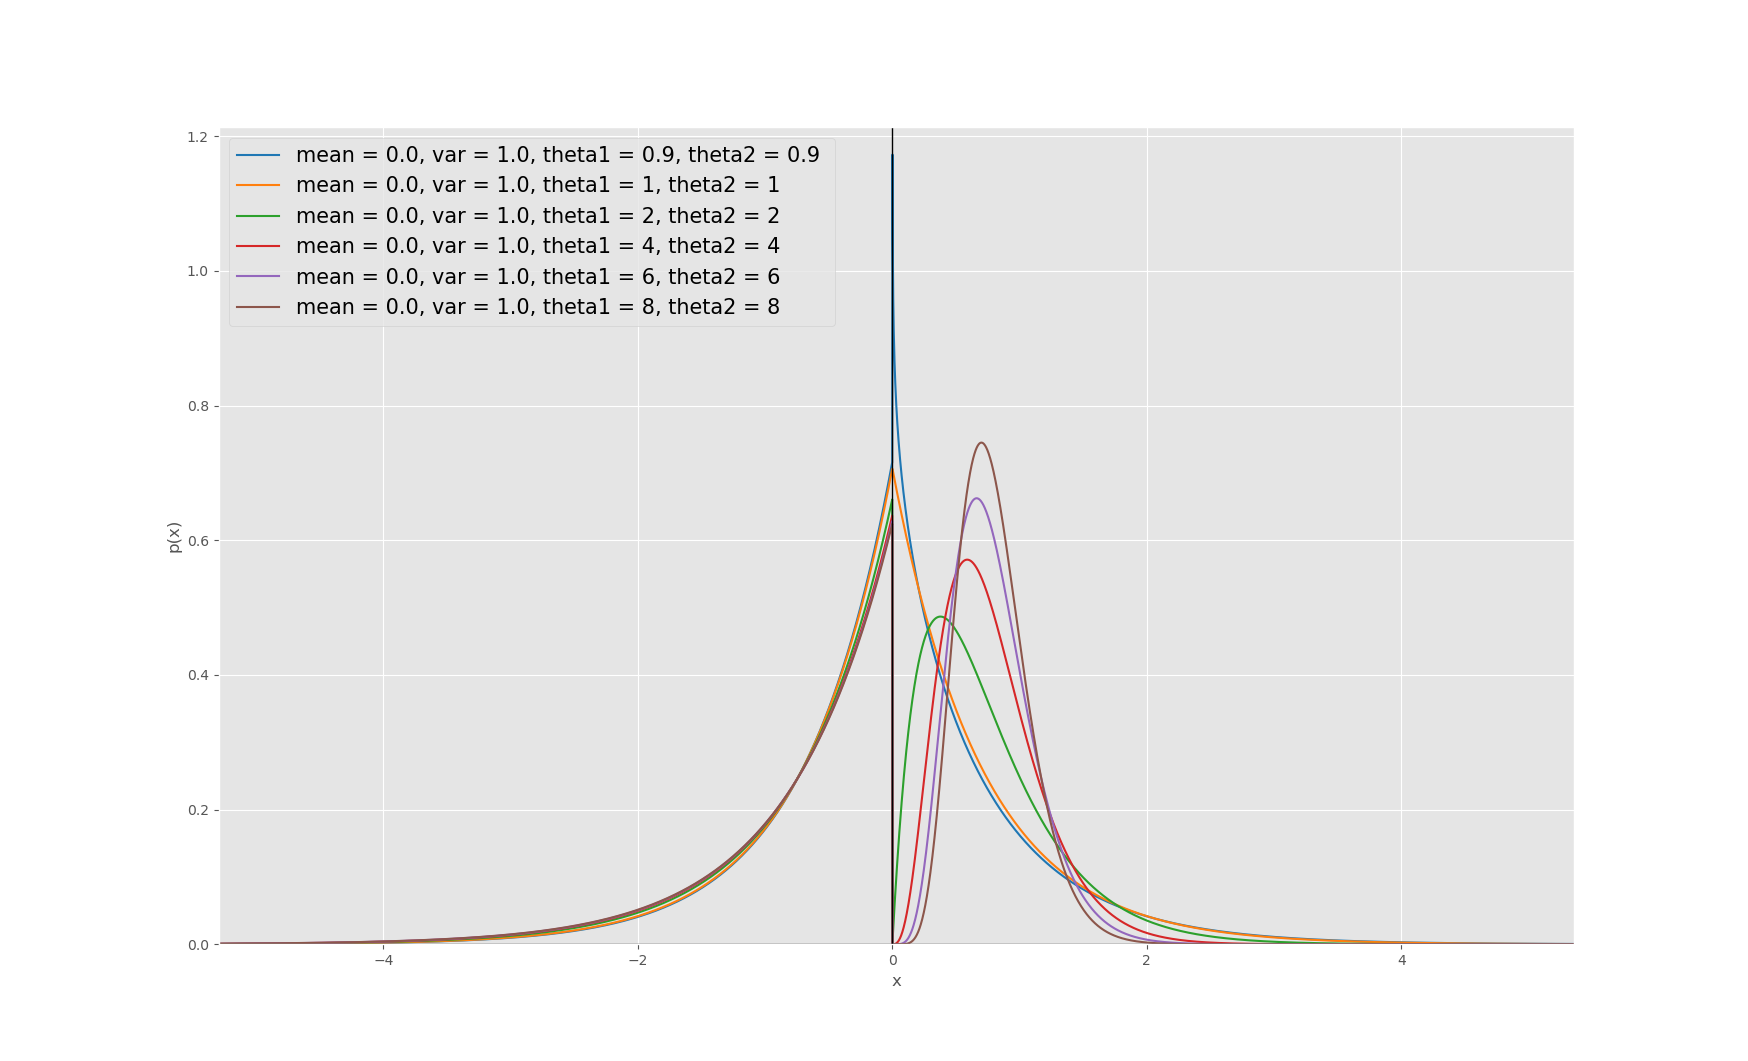 1.2
1.0
0.8
0.6
0.4
0.2
0.0
p(x)
mean = 0.0, var = 1.0, theta1 = 0.9, theta2 = 0.9
mean = 0.0, var = 1.0, theta1 = 1, theta2 = 1
mean = 0.0, var = 1.0, theta1 = 2, theta2 = 2
mean = 0.0, var = 1.0, theta1 = 4, theta2 = 4
mean = 0.0, var = 1.0, theta1 = 6, theta2 = 6
mean = 0.0, var = 1.0, theta1 = 8, theta2 = 8
−4 −2 0 2 4
x